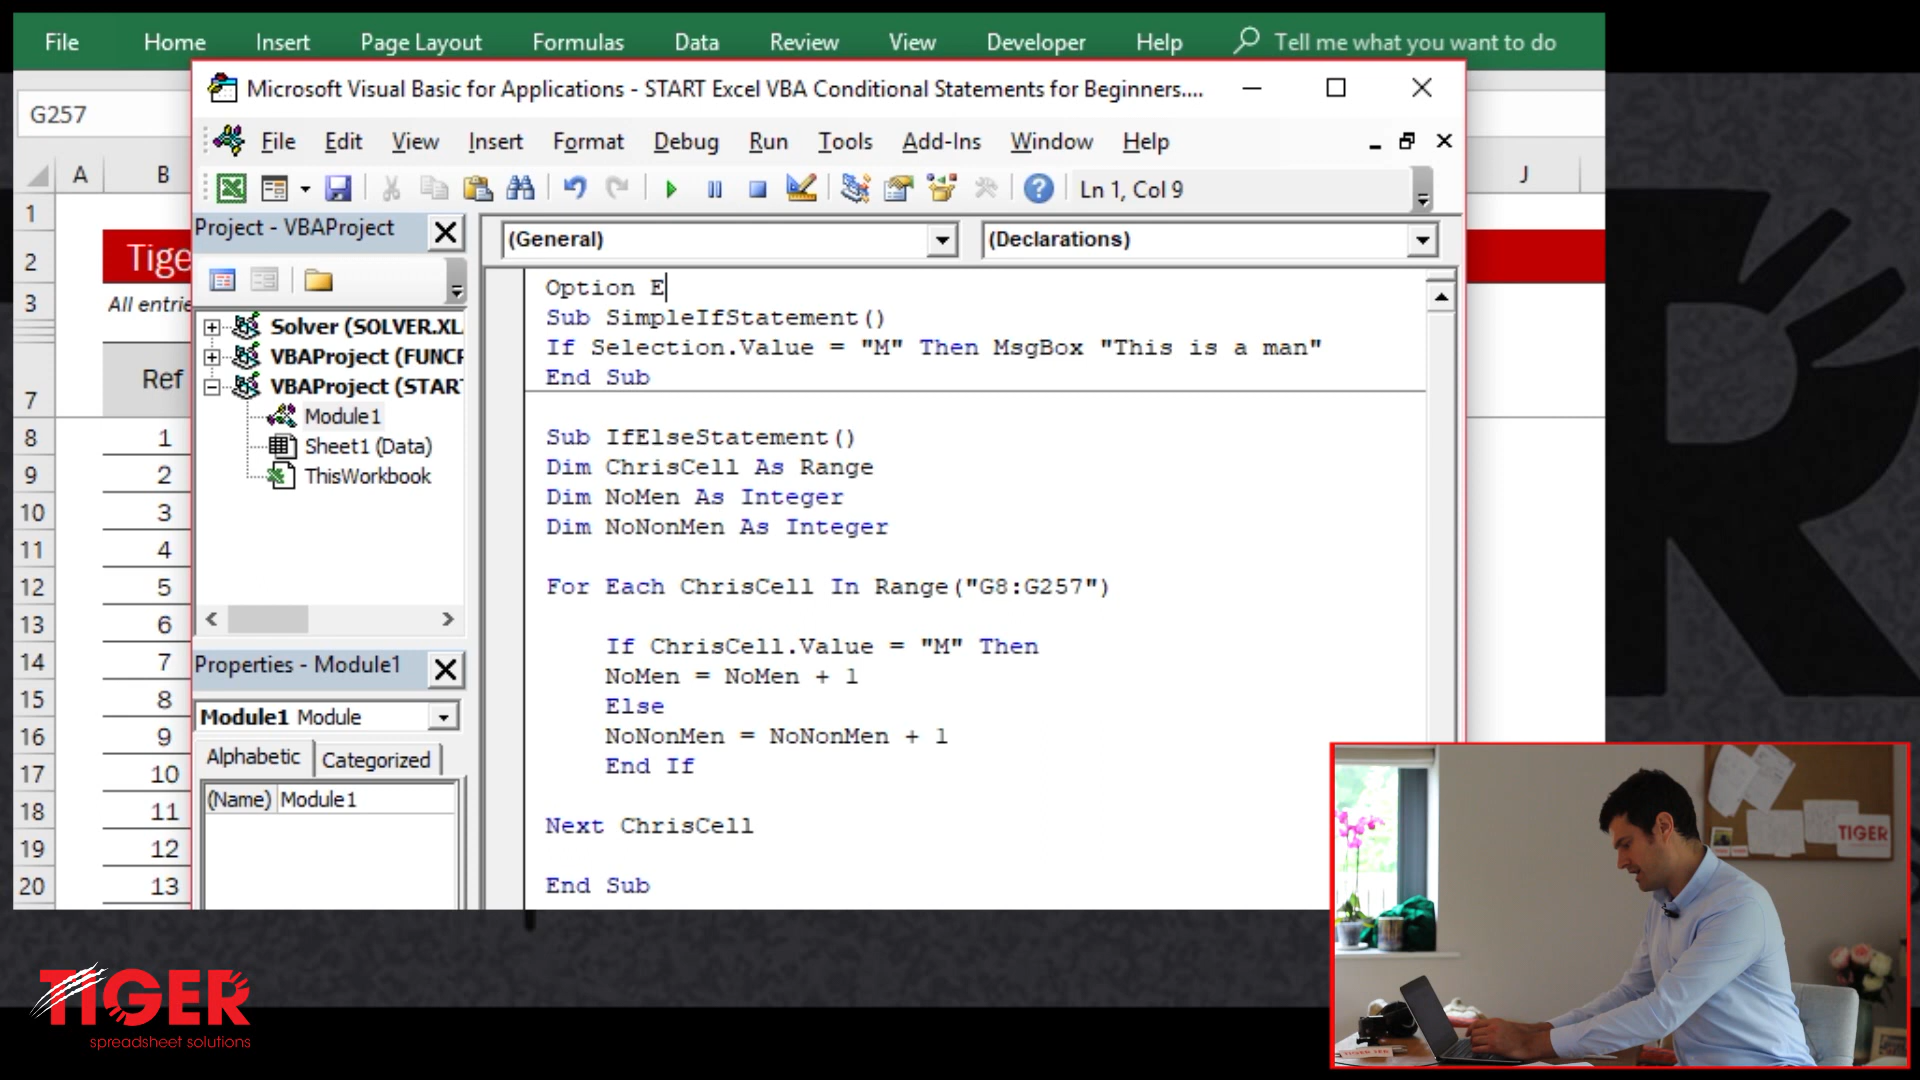 File Home Insert Page Layout Formulas Data Review View Developer Help Tell me what you want to do
G257
Microsoft Visual Basic for Applications - START Excel VBA Conditional Statements for Beginners....
File Edit View Insert Format Debug Run Tools Add-Ins Window Help
Ln 1, Col 9
A B J
Project - VBAProject
(General) (Declarations)
1
2 Tige
3 All entrie
7 Ref
8 1
9 2
10 3
11 4
12 5
13 6
14 7
15 8
16 9
17 10
18 11
19 12
20 13
Solver (SOLVER.XL
VBAProject (FUNCR
VBAProject (START
Module1
Sheet1 (Data)
ThisWorkbook
Properties - Module1
Module1 Module
Alphabetic Categorized
(Name) Module1
Option E
Sub SimpleIfStatement()
If Selection.Value = "M" Then MsgBox "This is a man"
End Sub
Sub IfElseStatement()
Dim ChrisCell As Range
Dim NoMen As Integer
Dim NoNonMen As Integer
For Each ChrisCell In Range("G8:G257")
If ChrisCell.Value = "M" Then
NoMen = NoMen + 1
Else
NoNonMen = NoNonMen + 1
End If
Next ChrisCell
End Sub
R
TIGER
TIGER
spreadsheet solutions